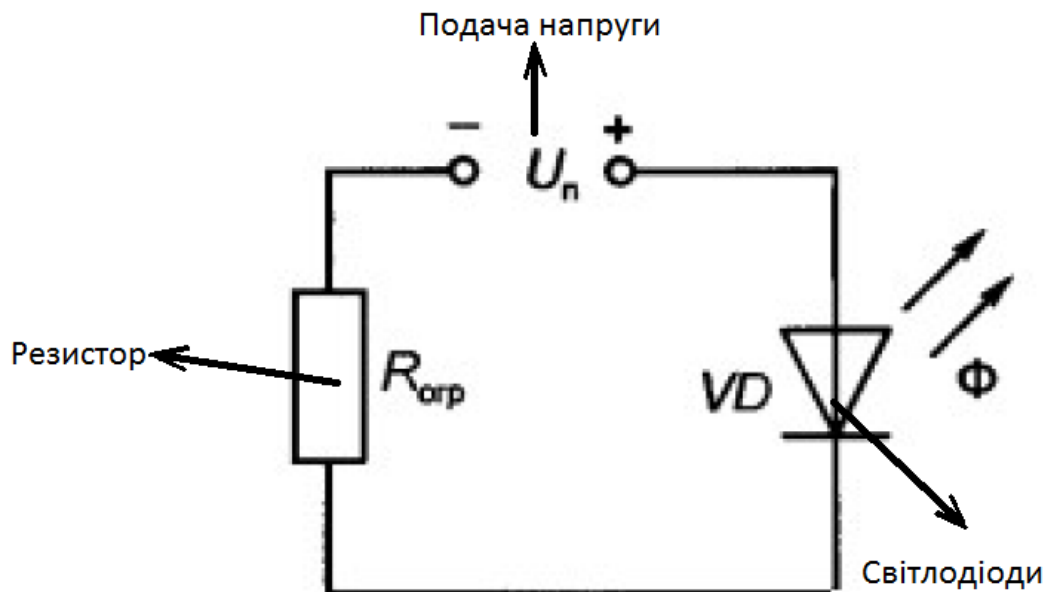 Подача напруги
− +
Uп
Резистор
Rогр
VD
Ф
Світлодіоди